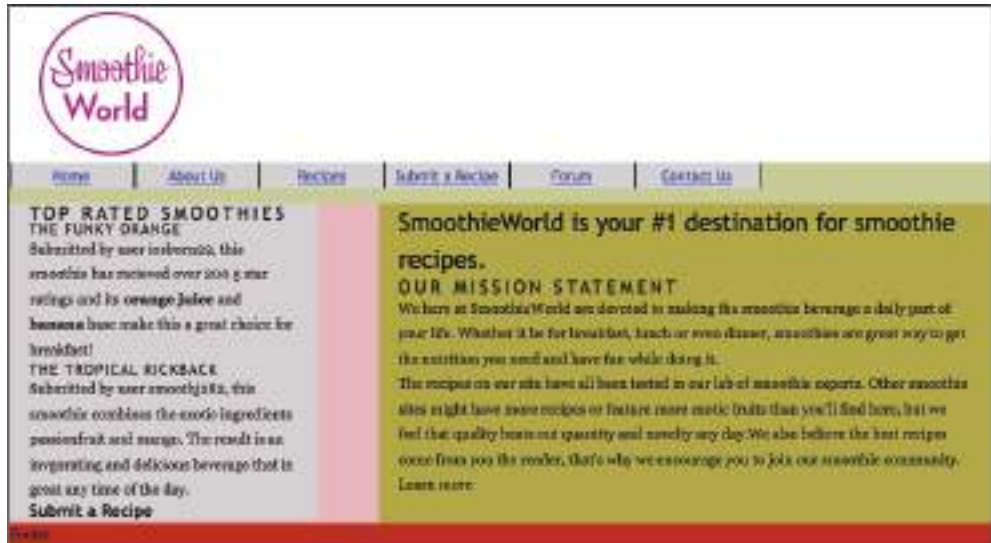 Smoothie
World
Home About Us Recipes Submit a Recipe Forum Contact Us
TOP RATED SMOOTHIES
THE FUNKY ORANGE
Submitted by user, this
smoothie has recieved over 200 5 star
ratings and its orange juice and
banana base make this a great choice for
breakfast!
THE TROPICAL KICKBACK
Submitted by user smoothj282, this
smoothie combines the exotic ingredients
passionfruit and mango. The result is an
invgorating and delicious beverage that is
great any time of the day.
Submit a Recipe
SmoothieWorld is your #1 destination for smoothie
recipes.
OUR MISSION STATEMENT
We here at SmoothieWorld are devoted to making the smoothie beverage a daily part of
your life. Whether it be for breakfast, lunch or even dinner, smoothies are great way to get
the nutrition you need and have fun while doing it.
The recipes on our site have all been tested in our lab of smoothie experts. Other smoothie
sites might have more recipes or feature more exotic fruits than you'll find here, but we
feel that quality beats out quantity and novelty any day. We also believe the best recipes
come from you the reader, that's why we encourage you to join our smoothie community.
Learn more
Footer